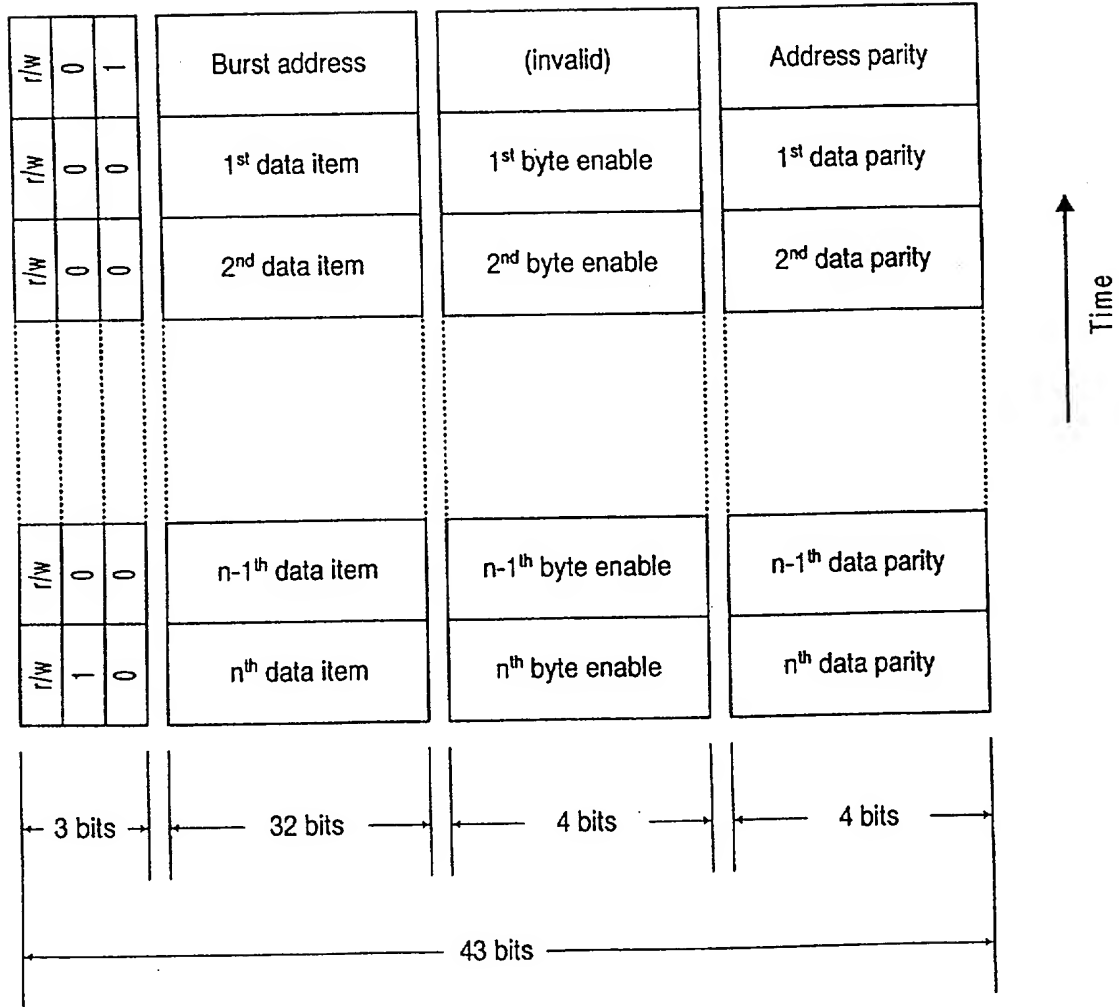 r/w 0 1 Burst address (invalid) Address parity
r/w 0 0 1st data item 1st byte enable 1st data parity
r/w 0 0 2nd data item 2nd byte enable 2nd data parity
Time
r/w 0 0 n-1th data item n-1th byte enable n-1th data parity
r/w 1 0 nth data item nth byte enable nth data parity
3 bits 32 bits 4 bits 4 bits
43 bits